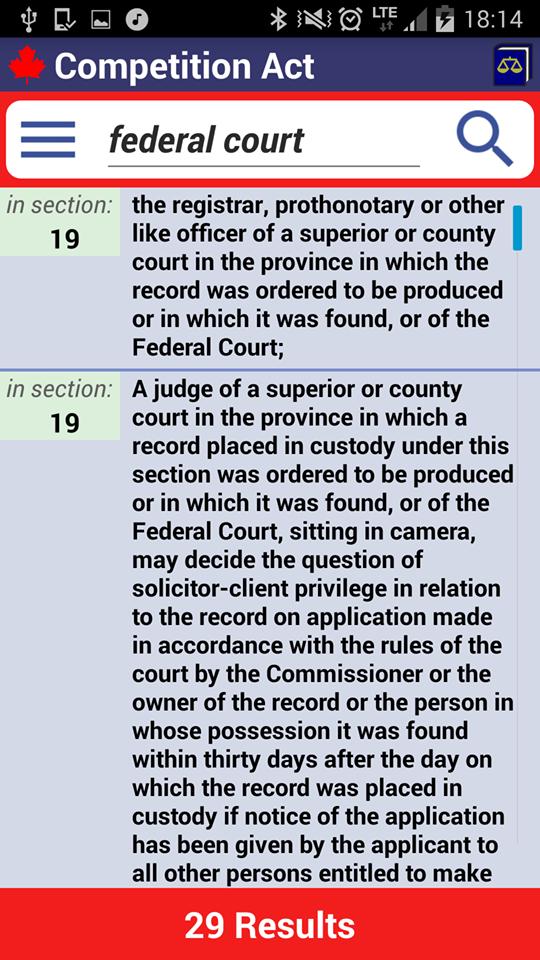 LTE 18:14
Competition Act
federal court
in section:
19
the registrar, prothonotary or other
like officer of a superior or county
court in the province in which the
record was ordered to be produced
or in which it was found, or of the
Federal Court;
in section:
19
A judge of a superior or county
court in the province in which a
record placed in custody under this
section was ordered to be produced
or in which it was found, or of the
Federal Court, sitting in camera,
may decide the question of
solicitor-client privilege in relation
to the record on application made
in accordance with the rules of the
court by the Commissioner or the
owner of the record or the person in
whose possession it was found
within thirty days after the day on
which the record was placed in
custody if notice of the application
has been given by the applicant to
all other persons entitled to make
29 Results